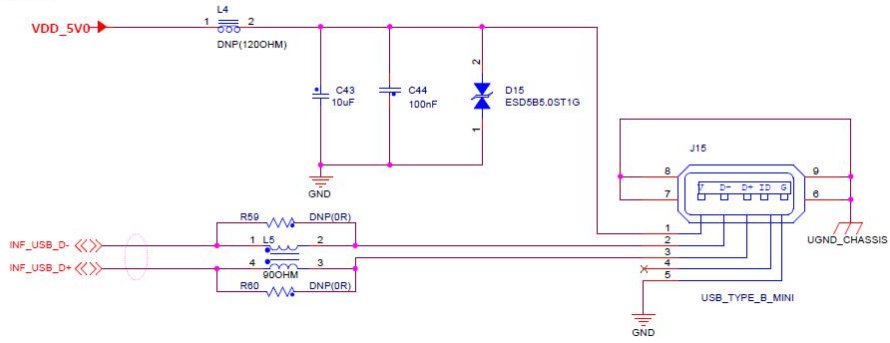 L4
VDD_5V0
1 2
DNP(120OHM)
C43
10uF
C44
100nF
2
D15
ESD5B5.0ST1G
1
GND
J15
8 9
V D- D+ ID G
7 6
UGND_CHASSIS
R59 DNP(0R)
INF_USB_D-
1 L5 2
INF_USB_D+
4 3
90OHM
R60 DNP(0R)
1
2
3
4
5
USB_TYPE_B_MINI
GND